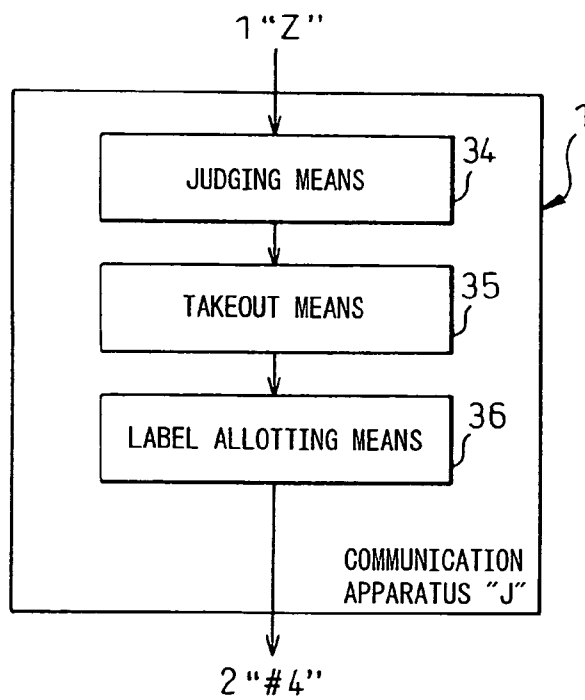 1 “Z”
34
JUDGING MEANS
35
TAKEOUT MEANS
36
LABEL ALLOTTING MEANS
COMMUNICATION
APPARATUS "J"
2 “#4”